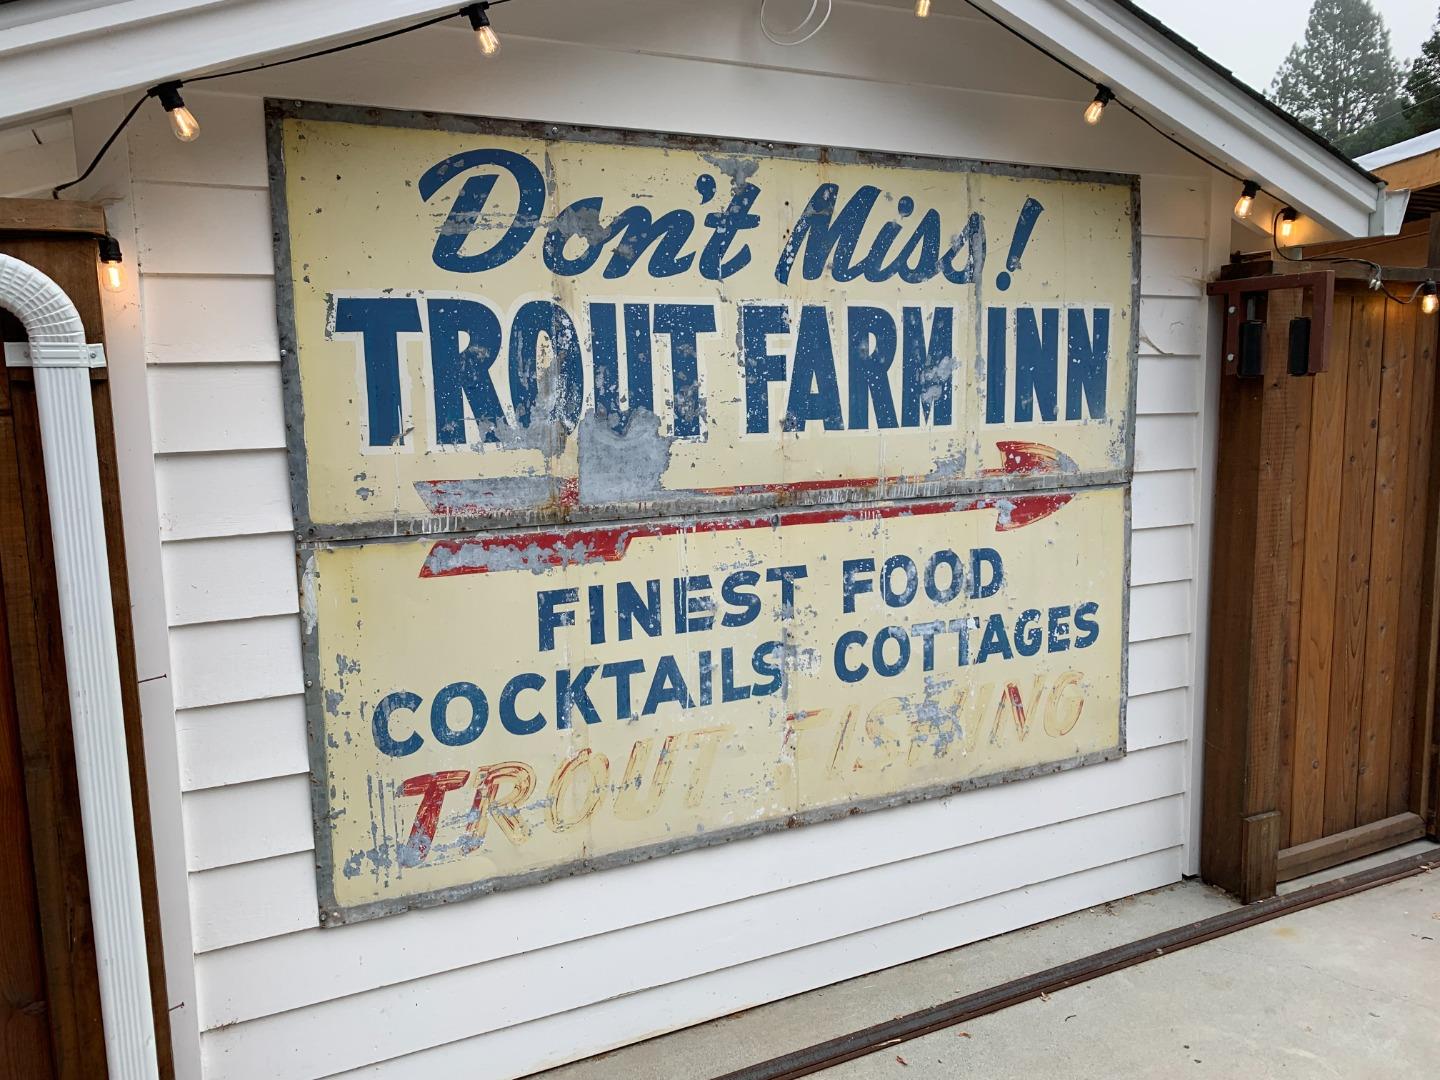 Don't Miss!
TROUT FARM INN
FINEST FOOD
COCKTAILS COTTAGES
TROUT FISHING